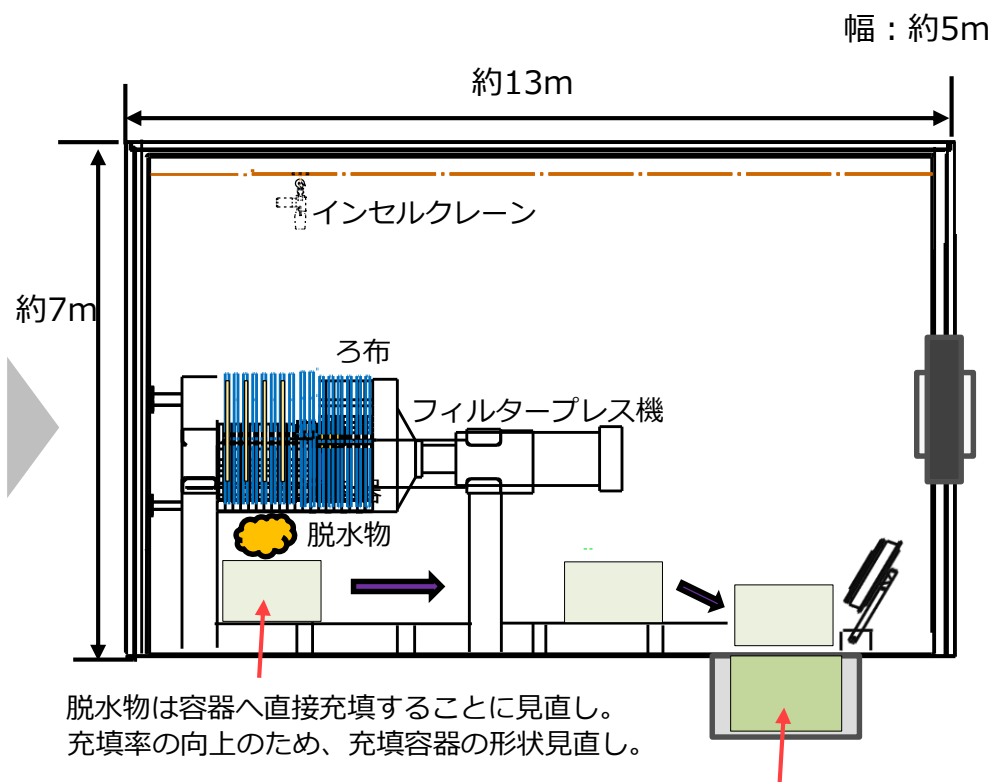 幅：約5m
約13m
インセルクレーン
約7m
ろ布
フィルタープレス機
脱水物
脱水物は容器へ直接充填することに見直し。
充填率の向上のため、充填容器の形状見直し。